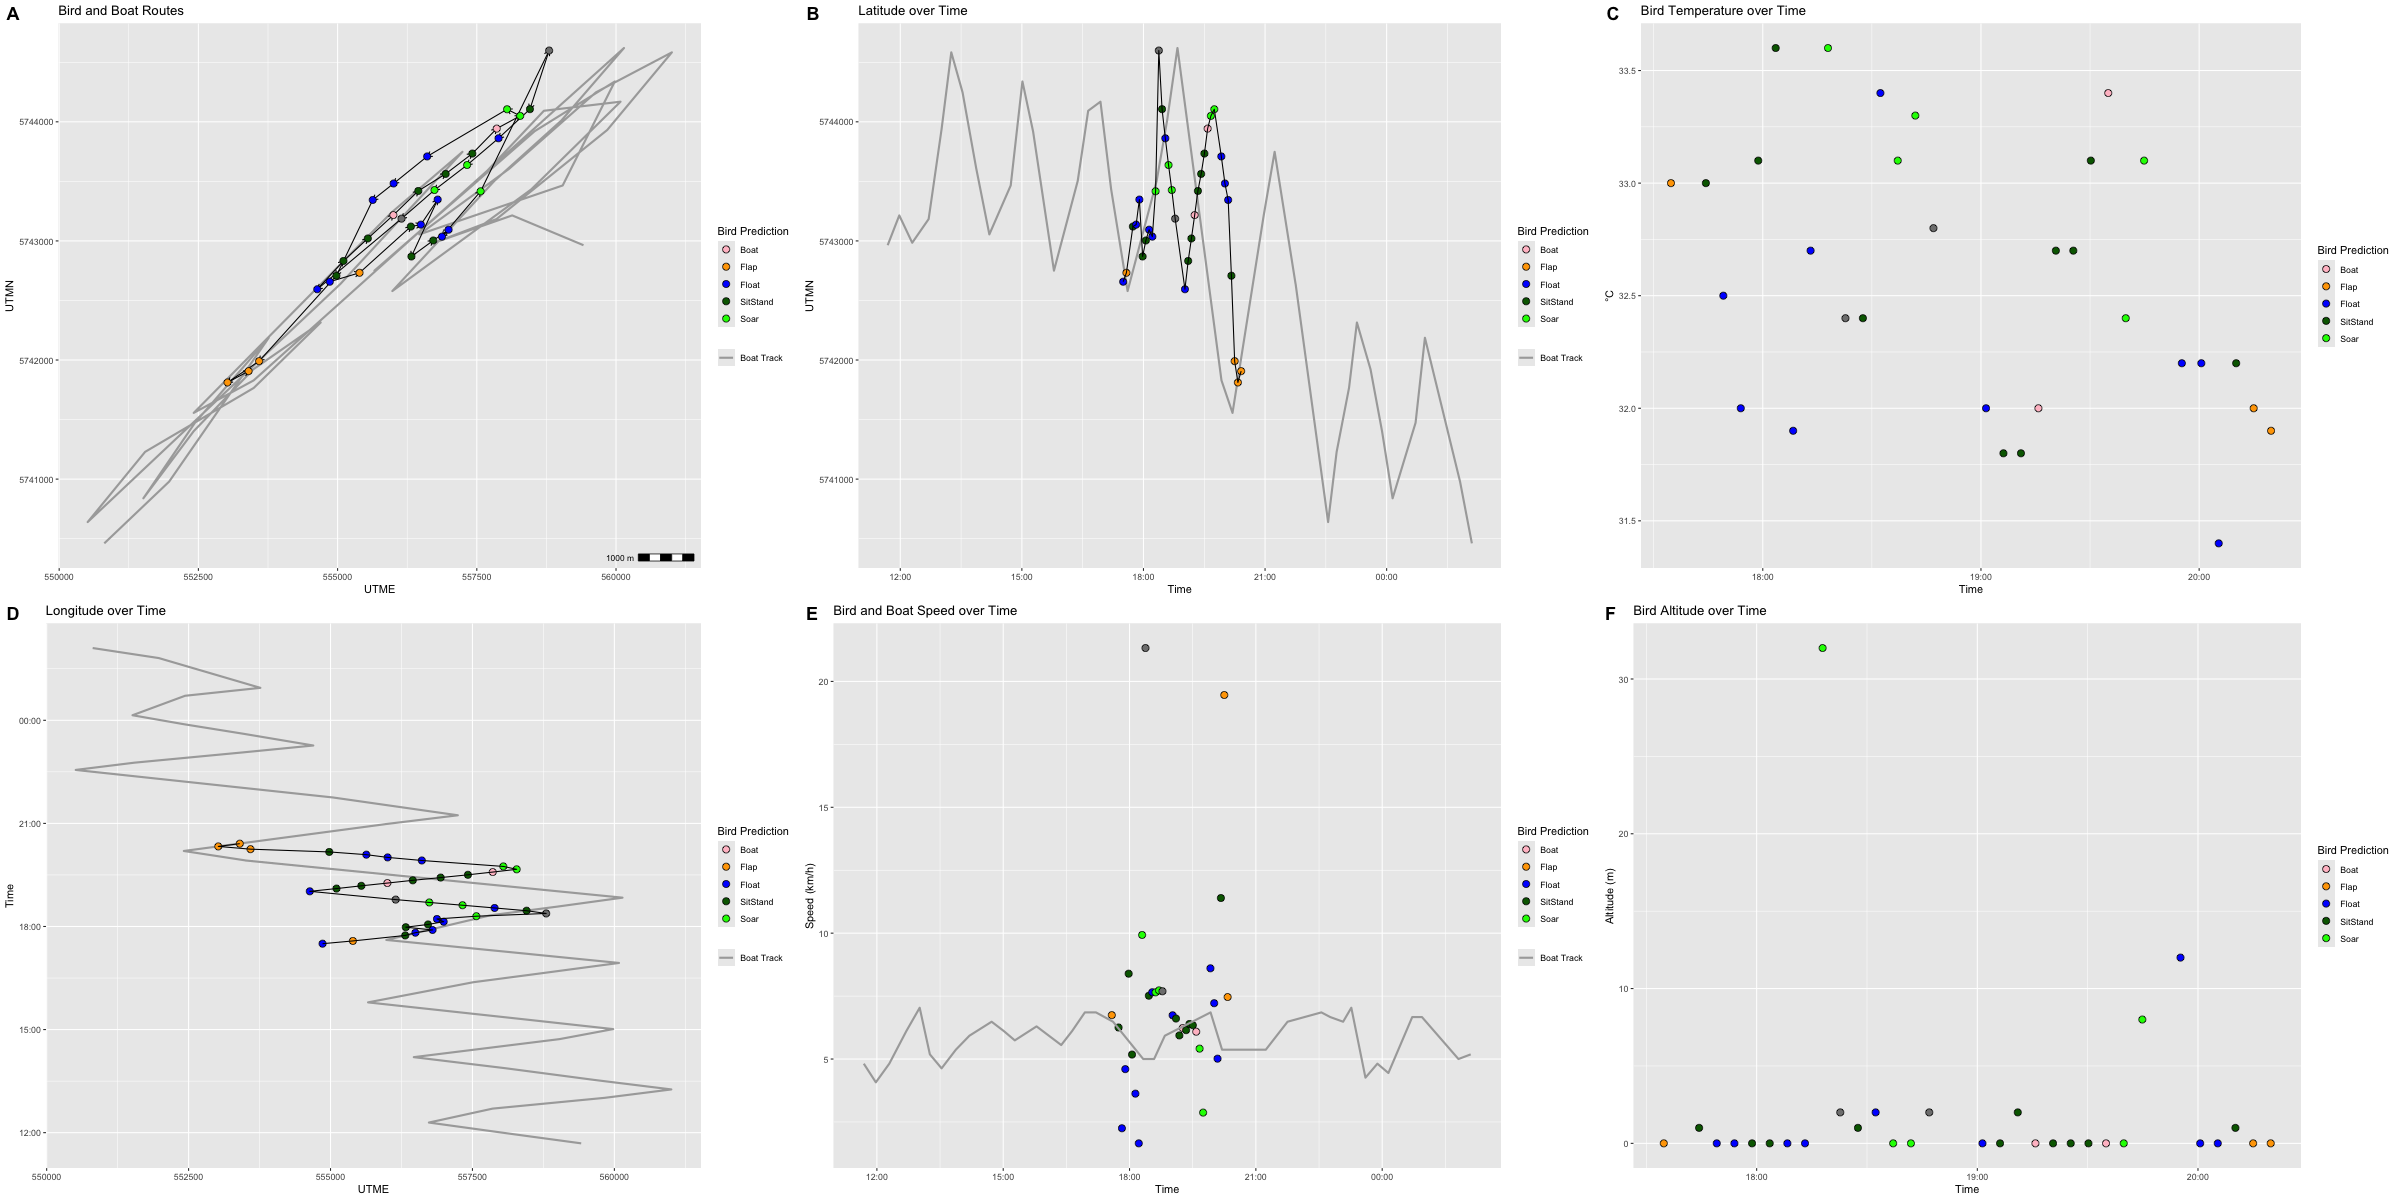 A Bird and Boat Routes
5744000
5743000
5742000
5741000
UTMN
550000 552500 555000 557500 560000
UTME
1000 m
Bird Prediction
Boat
Flap
Float
SitStand
Soar
Boat Track
B Latitude over Time
5744000
5743000
5742000
5741000
UTMN
12:00 15:00 18:00 21:00 00:00
Time
Bird Prediction
Boat
Flap
Float
SitStand
Soar
Boat Track
C Bird Temperature over Time
33.5
33.0
32.5
32.0
31.5
°C
18:00 19:00 20:00
Time
Bird Prediction
Boat
Flap
Float
SitStand
Soar
D Longitude over Time
00:00
21:00
18:00
15:00
12:00
Time
550000 552500 555000 557500 560000
UTME
Bird Prediction
Boat
Flap
Float
SitStand
Soar
Boat Track
E Bird and Boat Speed over Time
20
15
10
5
Speed (km/h)
12:00 15:00 18:00 21:00 00:00
Time
Bird Prediction
Boat
Flap
Float
SitStand
Soar
Boat Track
F Bird Altitude over Time
30
20
10
0
Altitude (m)
18:00 19:00 20:00
Time
Bird Prediction
Boat
Flap
Float
SitStand
Soar